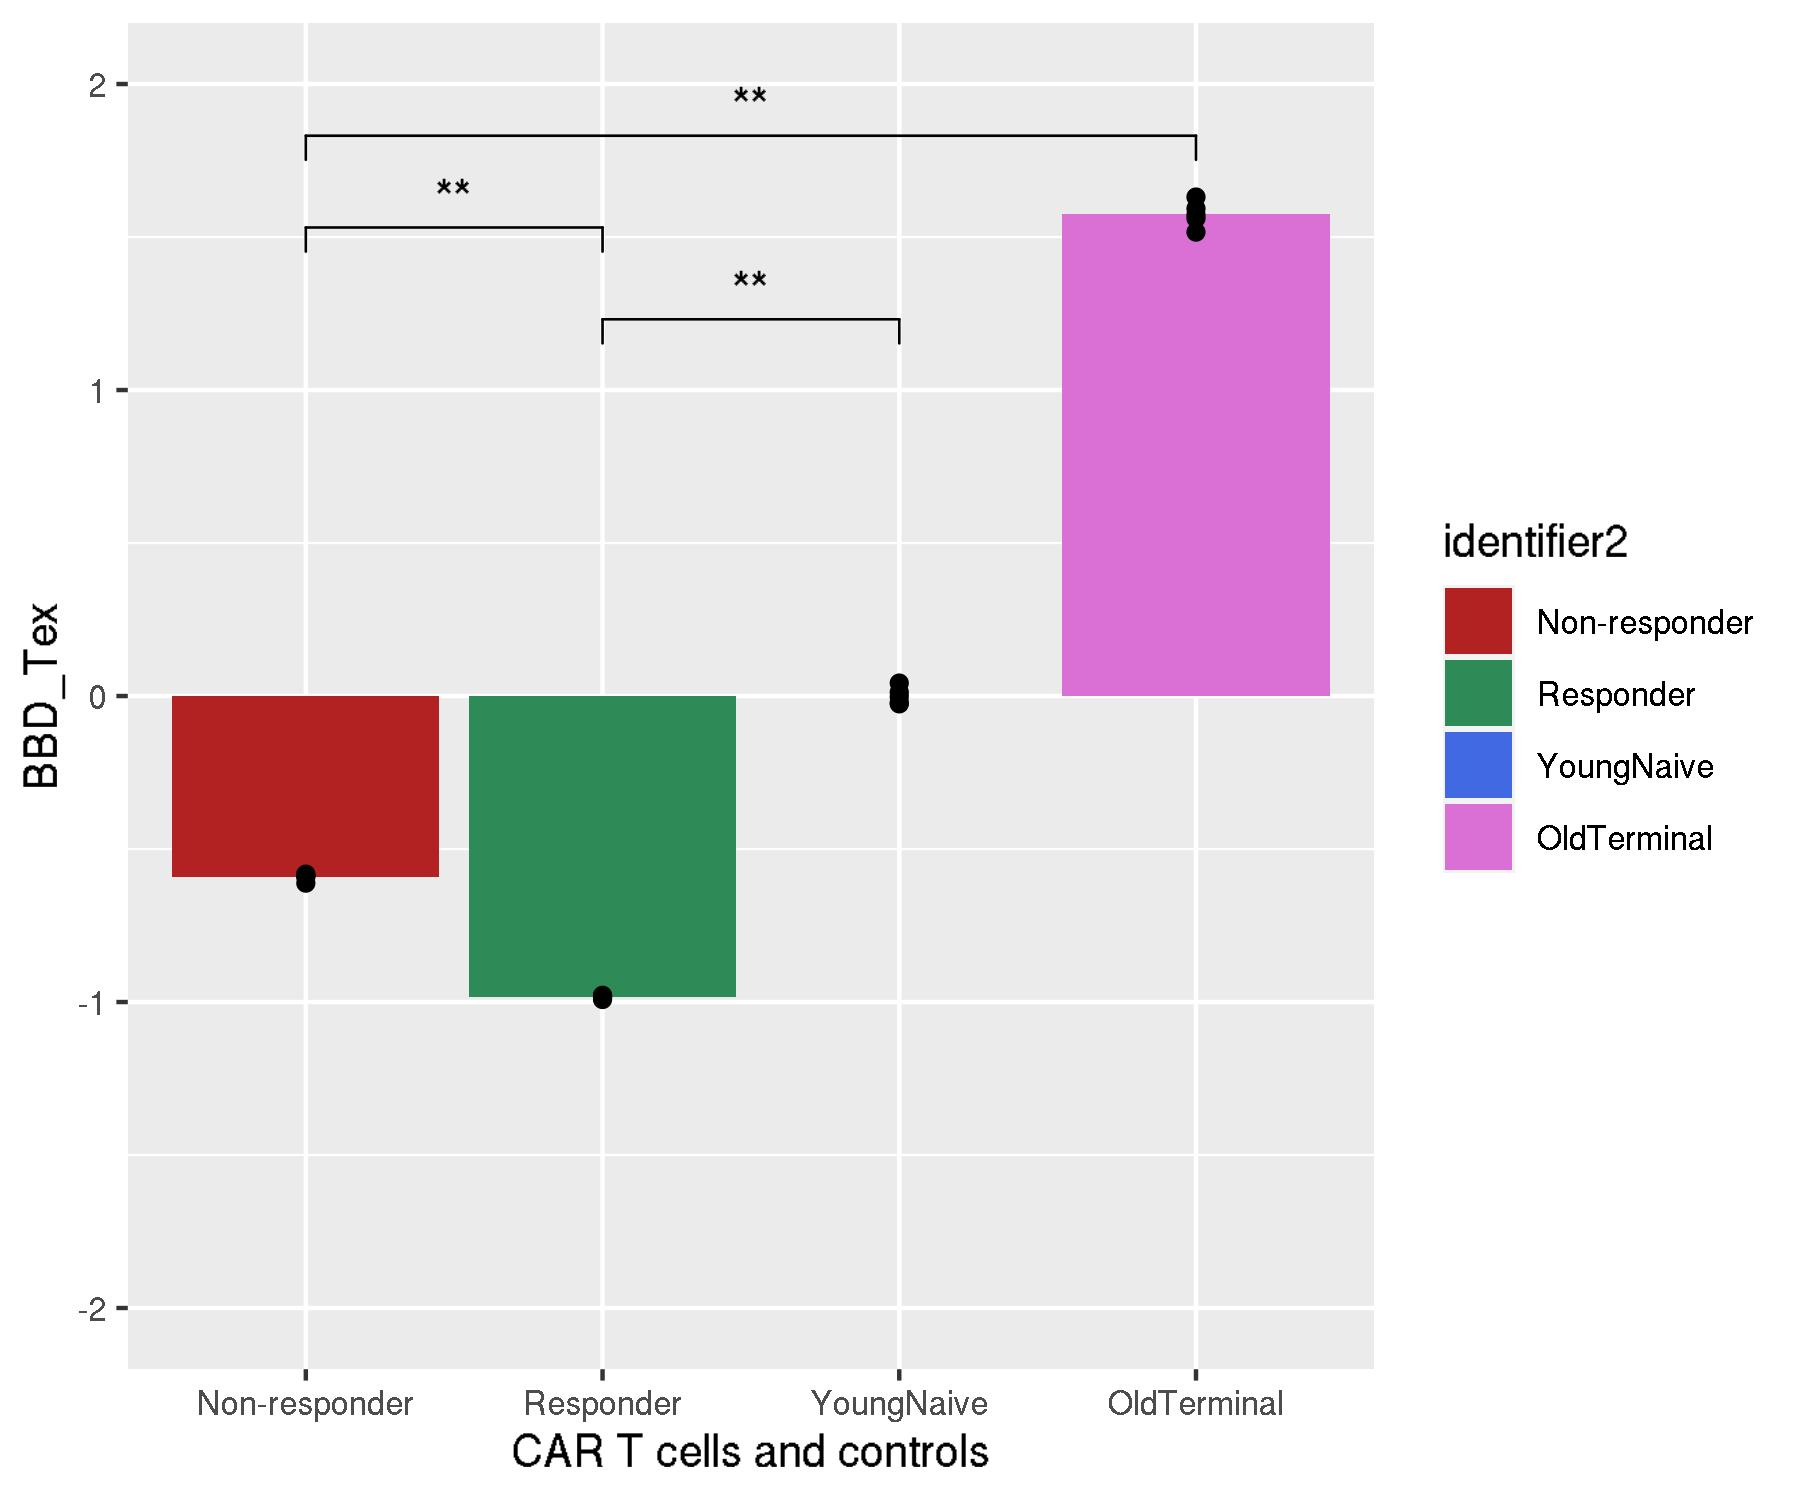 2
1
0
-1
-2
**
**
**
BBD_Tex
Non-responder
Responder
YoungNaive
OldTerminal
CAR T cells and controls
identifier2
Non-responder
Responder
YoungNaive
OldTerminal